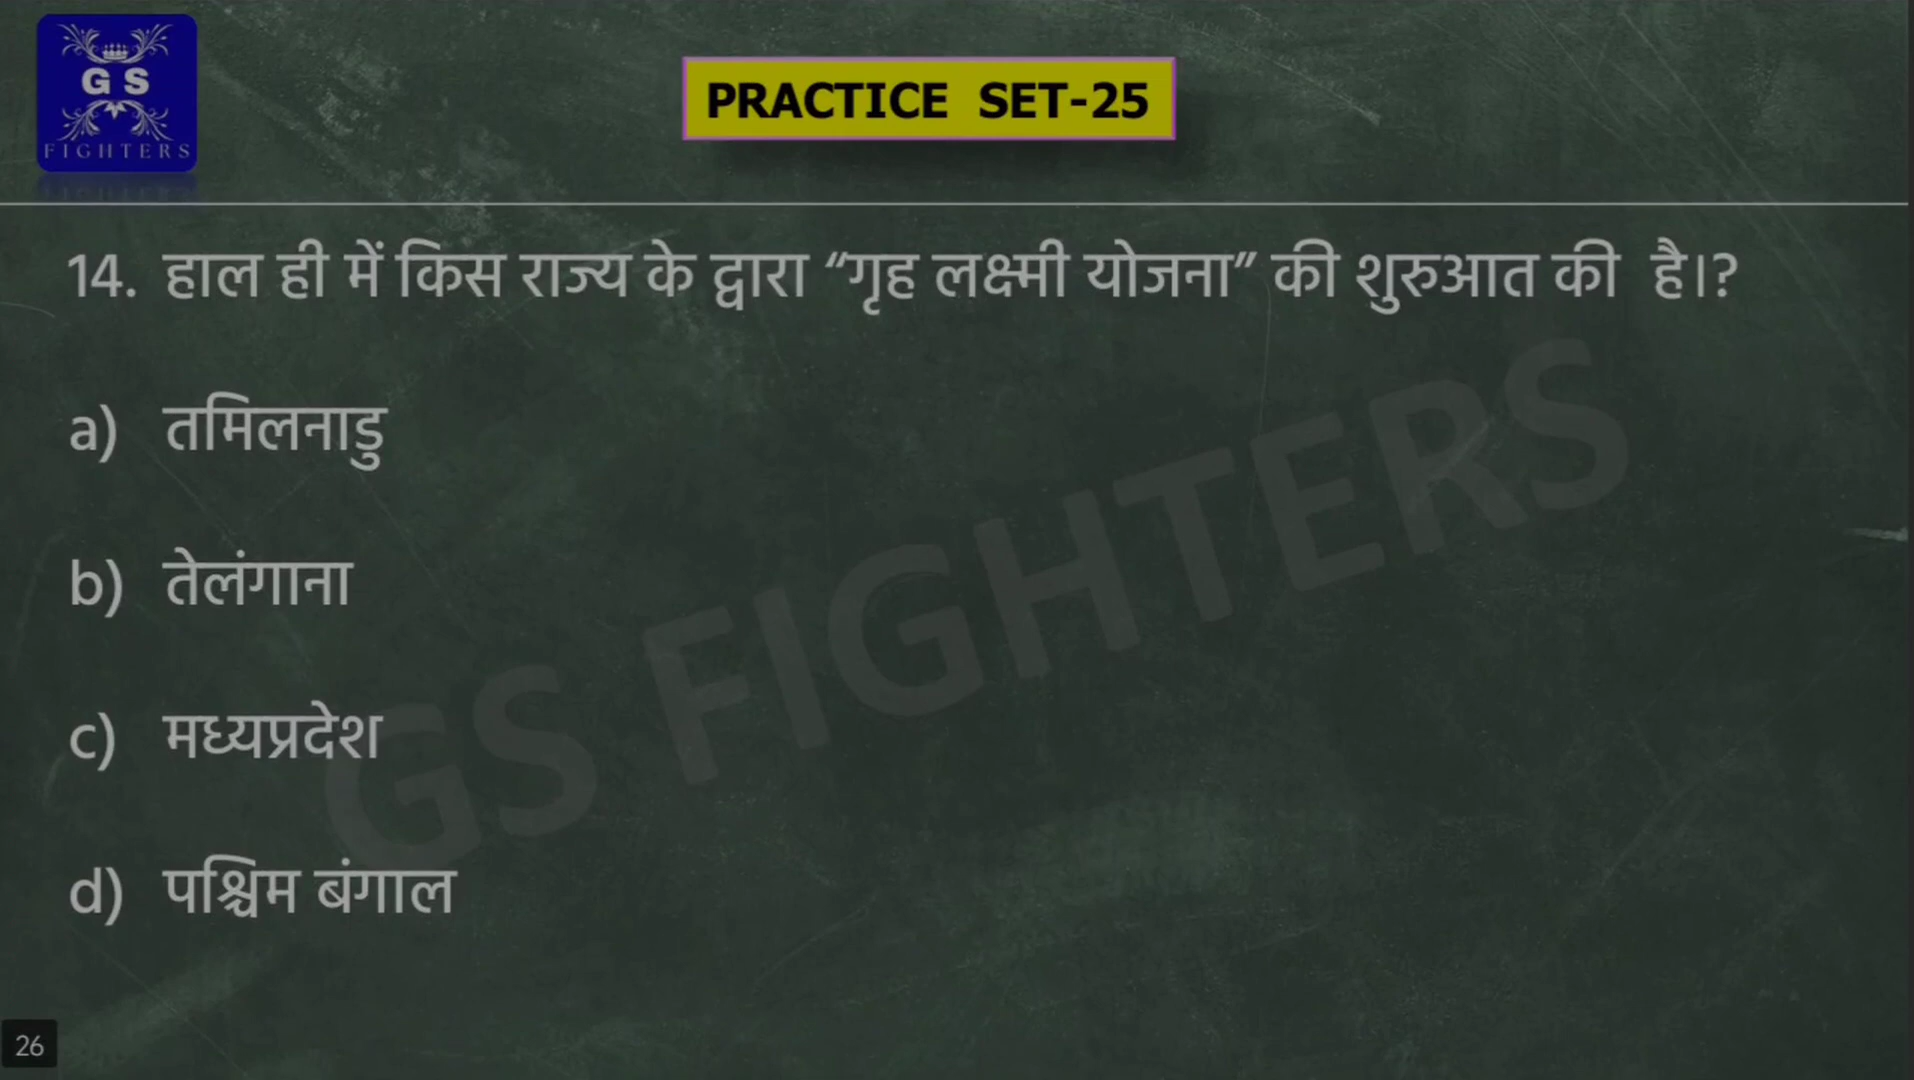 G S
FIGHTERS
PRACTICE SET-25
14. हाल ही में किस राज्य के द्वारा “गृह लक्ष्मी योजना” की शुरुआत की है।?
a) तमिलनाडु
b) तेलंगाना
c) मध्यप्रदेश
d) पश्चिम बंगाल
GS FIGHTERS
26